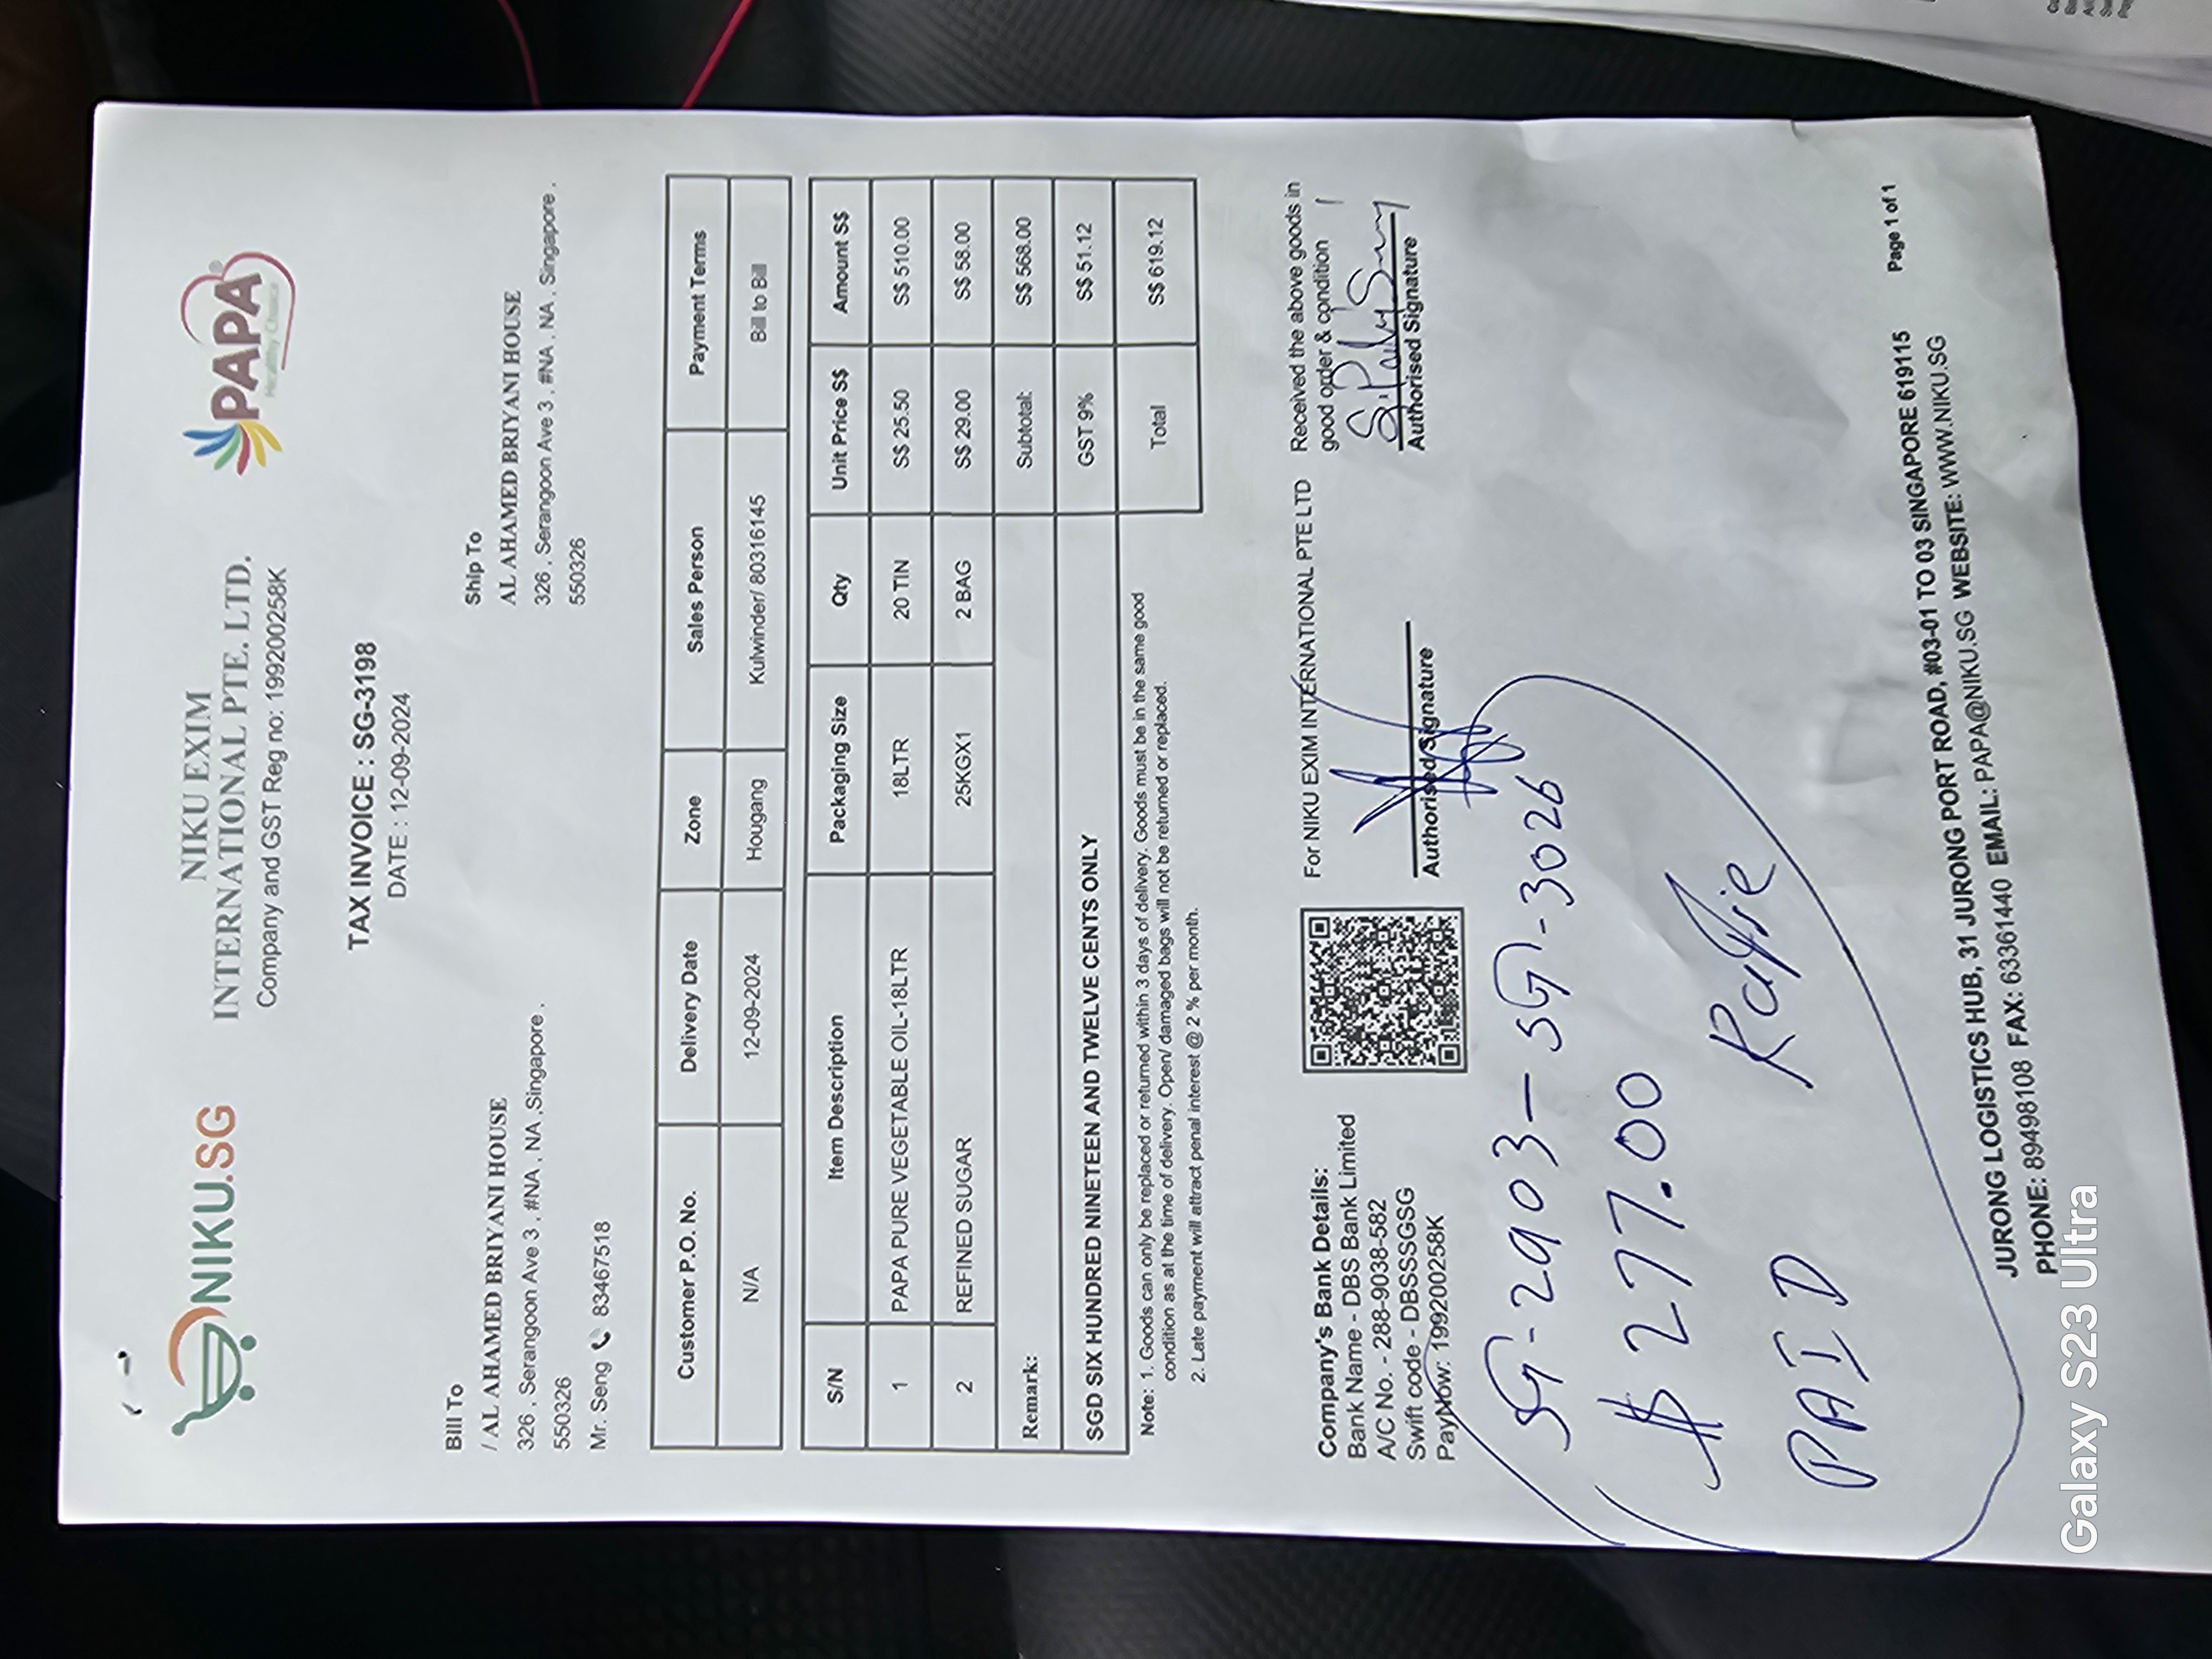 NIKU.SG
NIKU EXIM
INTERNATIONAL PTE. LTD.
Company and GST Reg no: 199200258K
PAPA®
Healthy Choice
TAX INVOICE : SG-3198
DATE : 12-09-2024
Bill To
/ AL AHAMED BRIYANI HOUSE
326 , Serangoon Ave 3 , #NA , NA ,Singapore ,
550326
Mr. Seng 83467518
Ship To
AL AHAMED BRIYANI HOUSE
326 , Serangoon Ave 3 , #NA , NA , Singapore ,
550326
Customer P.O. No. Delivery Date Zone Sales Person Payment Terms
N/A 12-09-2024 Hougang Kulwinder/ 80316145 Bill to Bill
S/N Item Description Packaging Size Qty Unit Price S$ Amount S$
1 PAPA PURE VEGETABLE OIL-18LTR 18LTR 20 TIN S$ 25.50 S$ 510.00
2 REFINED SUGAR 25KGX1 2 BAG S$ 29.00 S$ 58.00
Remark: Subtotal: S$ 568.00
SGD SIX HUNDRED NINETEEN AND TWELVE CENTS ONLY GST 9% S$ 51.12
Total S$ 619.12
Note: 1. Goods can only be replaced or returned within 3 days of delivery. Goods must be in the same good
condition as at the time of delivery. Open/ damaged bags will not be returned or replaced.
2. Late payment will attract penal interest @ 2 % per month.
Company's Bank Details:
Bank Name - DBS Bank Limited
A/C No. - 288-9038-582
Swift code - DBSSSGSG
PayNow: 199200258K
For NIKU EXIM INTERNATIONAL PTE LTD
Authorised Signature
Received the above goods in
good order & condition
Authorised Signature
SG-2903 - SG-3026
$ 277.00
PAID
JURONG LOGISTICS HUB, 31 JURONG PORT ROAD, #03-01 TO 03 SINGAPORE 619115
PHONE: 89498108 FAX: 63361440 EMAIL: PAPA@NIKU.SG WEBSITE: WWW.NIKU.SG
Page 1 of 1
Galaxy S23 Ultra